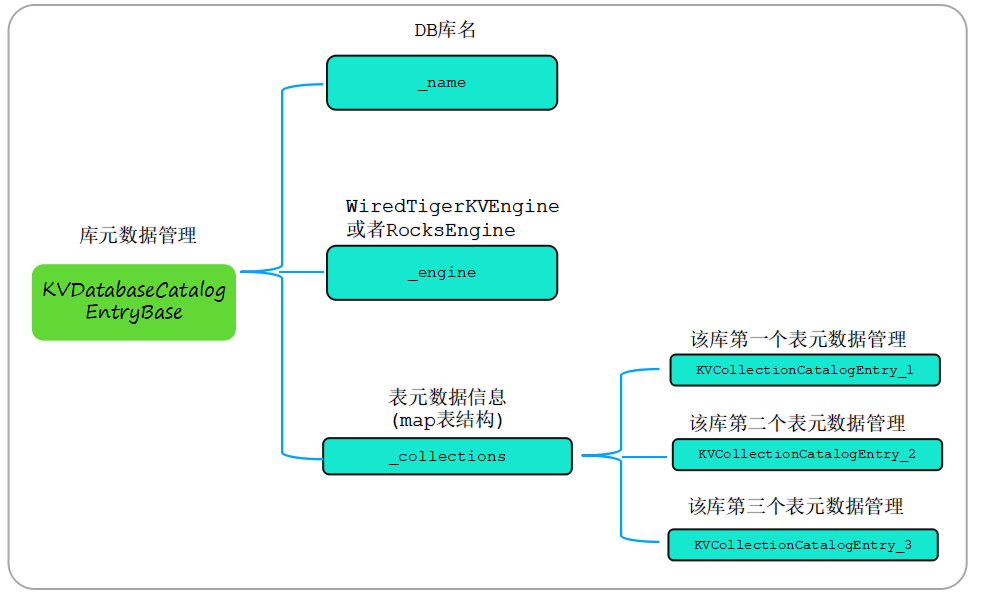 DB库名
_name
WiredTigerKVEngine
或者RocksEngine
_engine
库元数据管理
KVDatabaseCatalog
EntryBase
表元数据信息
(map表结构)
_collections
该库第一个表元数据管理
KVCollectionCatalogEntry_1
该库第二个表元数据管理
KVCollectionCatalogEntry_2
该库第三个表元数据管理
KVCollectionCatalogEntry_3